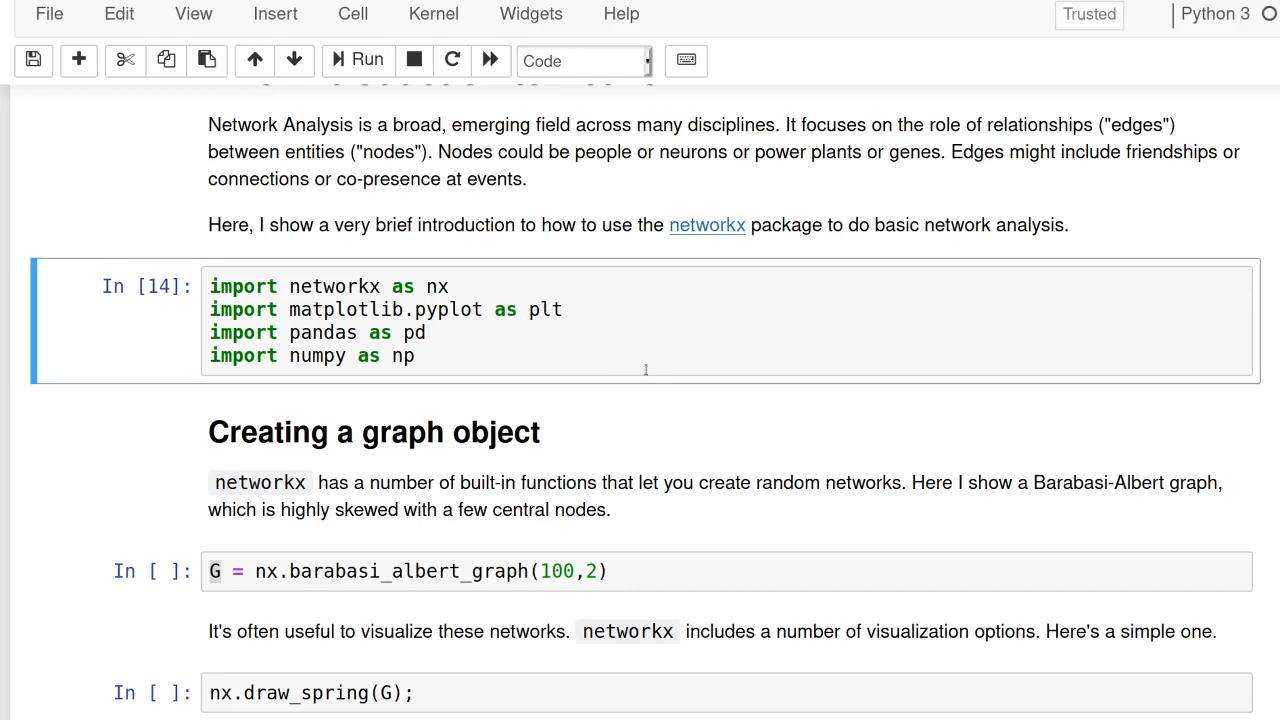 File Edit View Insert Cell Kernel Widgets Help Trusted Python 3
Run Code
Network Analysis is a broad, emerging field across many disciplines. It focuses on the role of relationships ("edges")
between entities ("nodes"). Nodes could be people or neurons or power plants or genes. Edges might include friendships or
connections or co-presence at events.
Here, I show a very brief introduction to how to use the networkx package to do basic network analysis.
In [14]: import networkx as nx
import matplotlib.pyplot as plt
import pandas as pd
import numpy as np
Creating a graph object
networkx has a number of built-in functions that let you create random networks. Here I show a Barabasi-Albert graph,
which is highly skewed with a few central nodes.
In [ ]: G = nx.barabasi_albert_graph(100,2)
It's often useful to visualize these networks. networkx includes a number of visualization options. Here's a simple one.
In [ ]: nx.draw_spring(G);